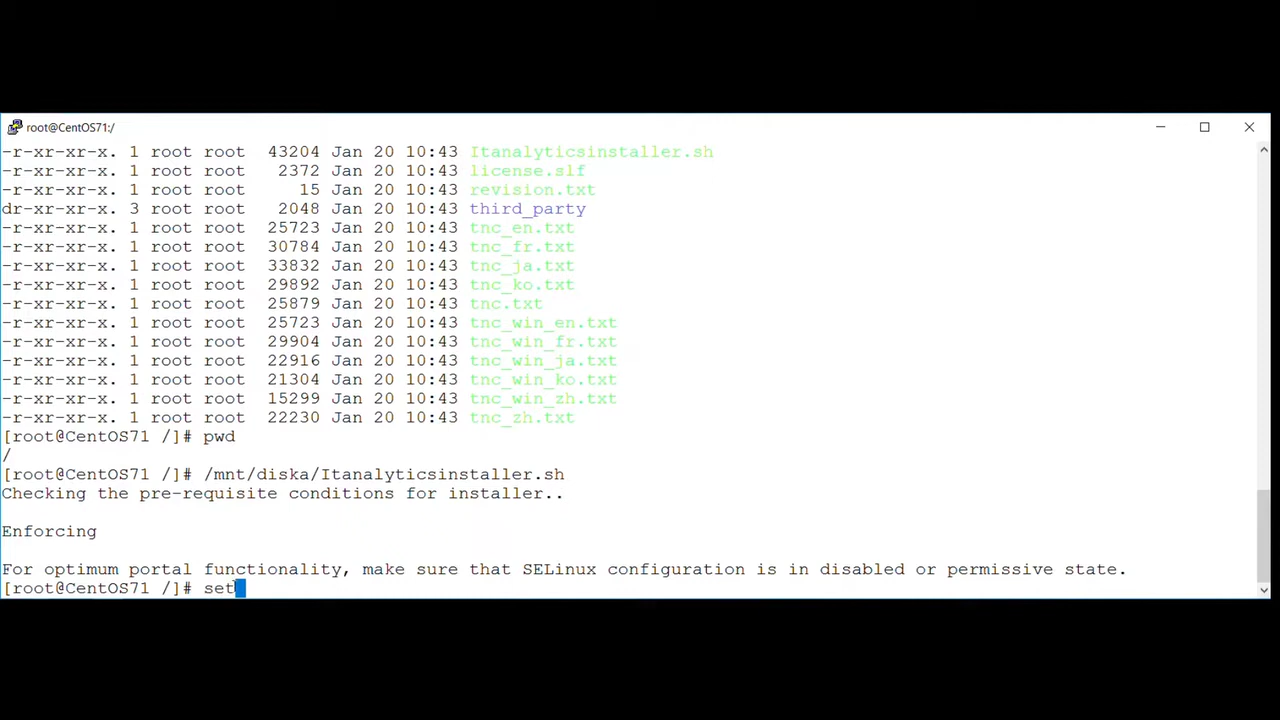 root@CentOS71:/
-r-xr-xr-x. 1 root root  43204 Jan 20 10:43 Itanalyticsinstaller.sh
-r-xr-xr-x. 1 root root   2372 Jan 20 10:43 license.slf
-r-xr-xr-x. 1 root root     15 Jan 20 10:43 revision.txt
dr-xr-xr-x. 3 root root   2048 Jan 20 10:43 third_party
-r-xr-xr-x. 1 root root  25723 Jan 20 10:43 tnc_en.txt
-r-xr-xr-x. 1 root root  30784 Jan 20 10:43 tnc_fr.txt
-r-xr-xr-x. 1 root root  33832 Jan 20 10:43 tnc_ja.txt
-r-xr-xr-x. 1 root root  29892 Jan 20 10:43 tnc_ko.txt
-r-xr-xr-x. 1 root root  25879 Jan 20 10:43 tnc.txt
-r-xr-xr-x. 1 root root  25723 Jan 20 10:43 tnc_win_en.txt
-r-xr-xr-x. 1 root root  29904 Jan 20 10:43 tnc_win_fr.txt
-r-xr-xr-x. 1 root root  22916 Jan 20 10:43 tnc_win_ja.txt
-r-xr-xr-x. 1 root root  21304 Jan 20 10:43 tnc_win_ko.txt
-r-xr-xr-x. 1 root root  15299 Jan 20 10:43 tnc_win_zh.txt
-r-xr-xr-x. 1 root root  22230 Jan 20 10:43 tnc_zh.txt
[root@CentOS71 /]# pwd
/
[root@CentOS71 /]# /mnt/diska/Itanalyticsinstaller.sh
Checking the pre-requisite conditions for installer..
Enforcing
For optimum portal functionality, make sure that SELinux configuration is in disabled or permissive state.
[root@CentOS71 /]# set